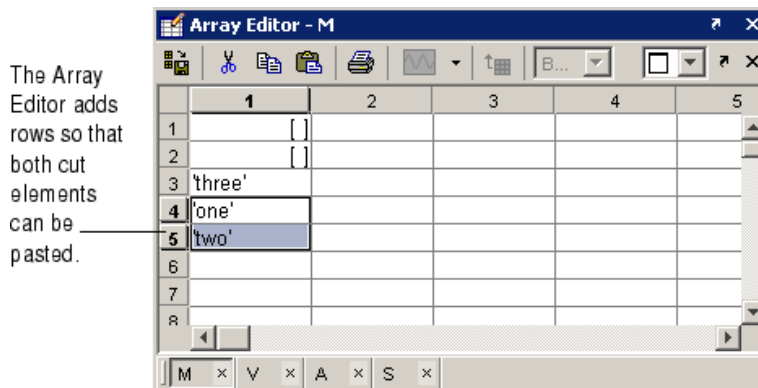 Array Editor - M
B...
The Array
Editor adds
rows so that
both cut
elements
can be
pasted.
1 2 3 4 5
1 [ ]
2 [ ]
3 'three'
4 'one'
5 'two'
6
7
8
M × V × A × S ×